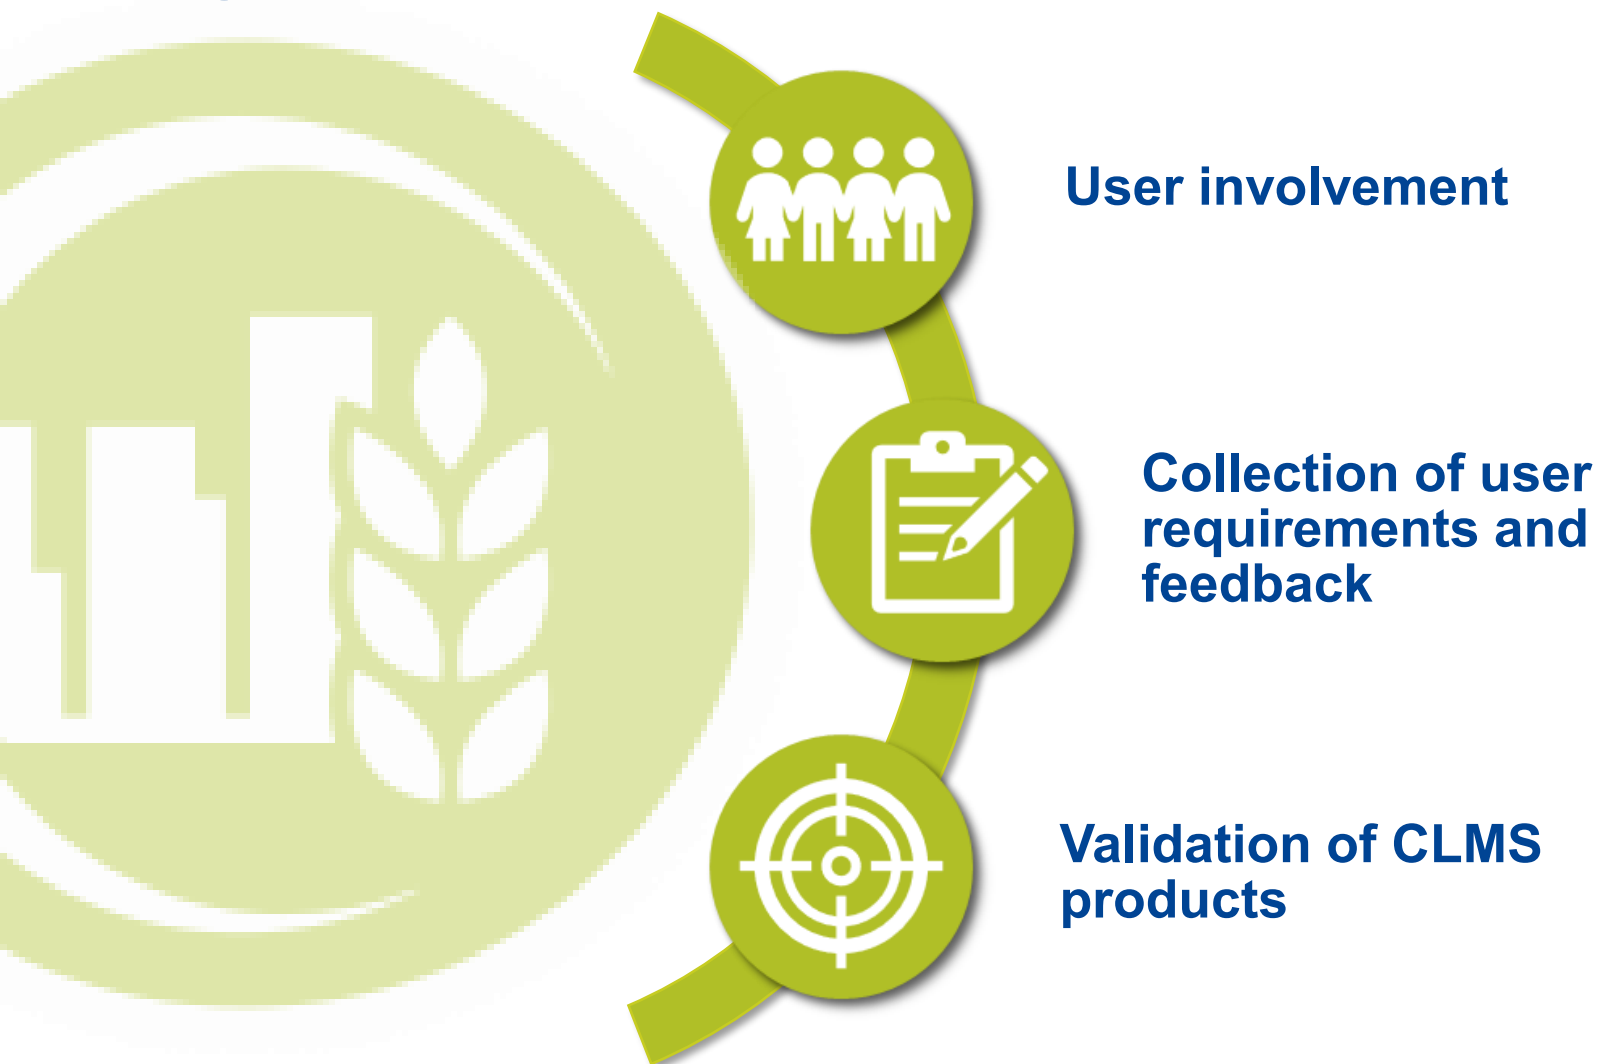 User involvement
Collection of user
requirements and
feedback
Validation of CLMS
products